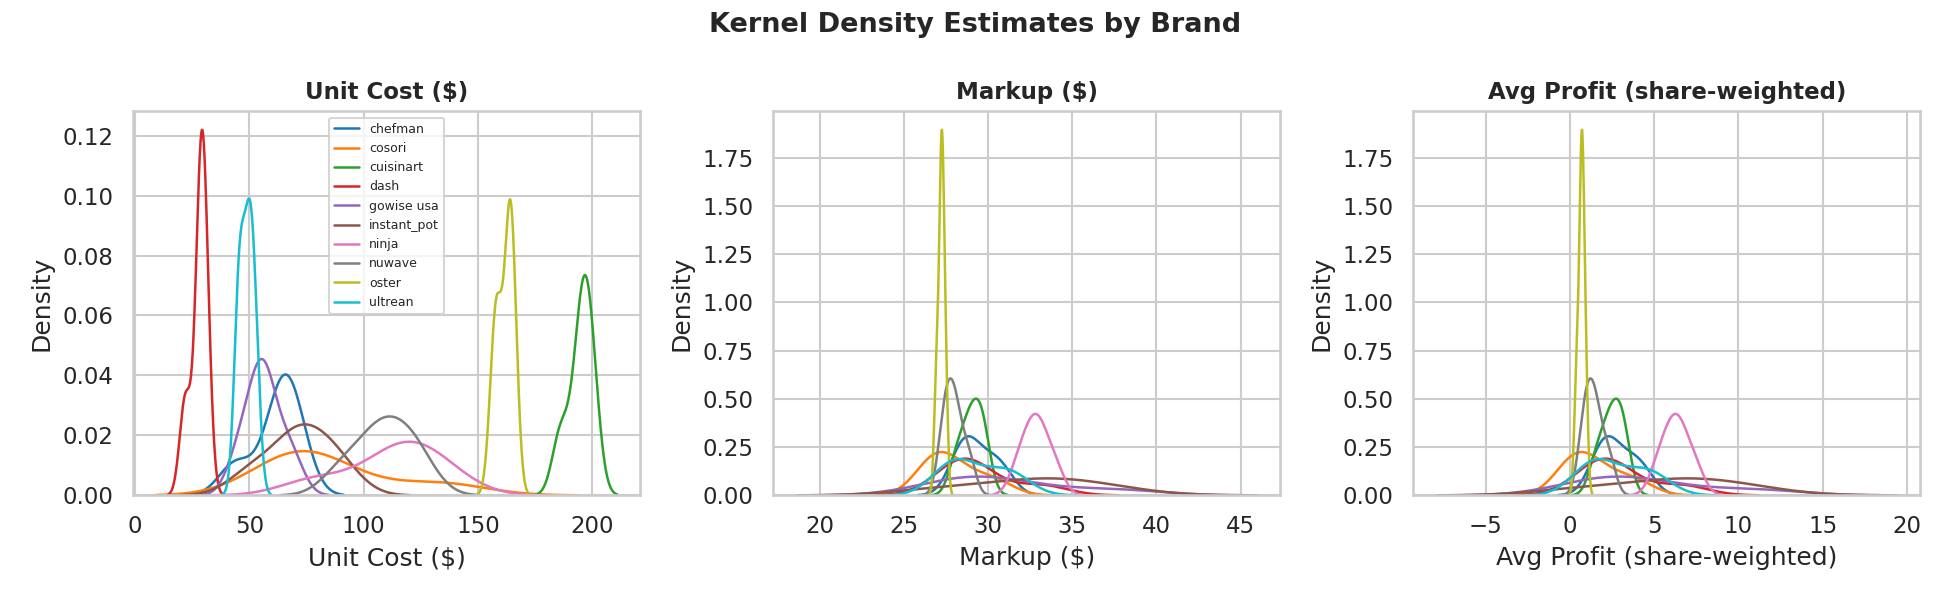 Kernel Density Estimates by Brand
Unit Cost ($)
Density
0.12
0.10
0.08
0.06
0.04
0.02
0.00
chefman
cosori
cuisinart
dash
gowise usa
instant_pot
ninja
nuwave
oster
ultrean
0 50 100 150 200
Unit Cost ($)
Markup ($)
Density
1.75
1.50
1.25
1.00
0.75
0.50
0.25
0.00
20 25 30 35 40 45
Markup ($)
Avg Profit (share-weighted)
Density
1.75
1.50
1.25
1.00
0.75
0.50
0.25
0.00
−5 0 5 10 15 20
Avg Profit (share-weighted)